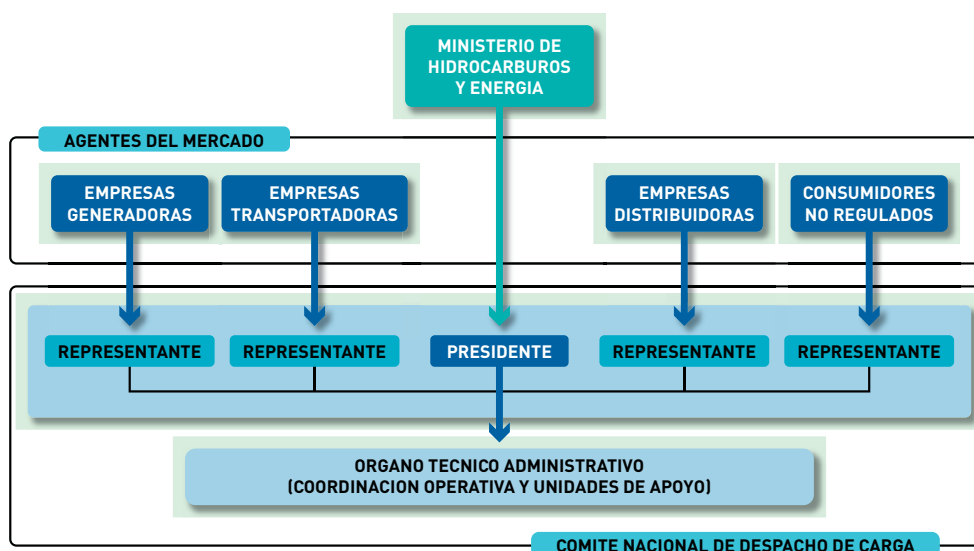 MINISTERIO DE
HIDROCARBUROS
Y ENERGIA
AGENTES DEL MERCADO
EMPRESAS
GENERADORAS
EMPRESAS
TRANSPORTADORAS
EMPRESAS
DISTRIBUIDORAS
CONSUMIDORES
NO REGULADOS
REPRESENTANTE
REPRESENTANTE
PRESIDENTE
REPRESENTANTE
REPRESENTANTE
ORGANO TECNICO ADMINISTRATIVO
(COORDINACION OPERATIVA Y UNIDADES DE APOYO)
COMITE NACIONAL DE DESPACHO DE CARGA